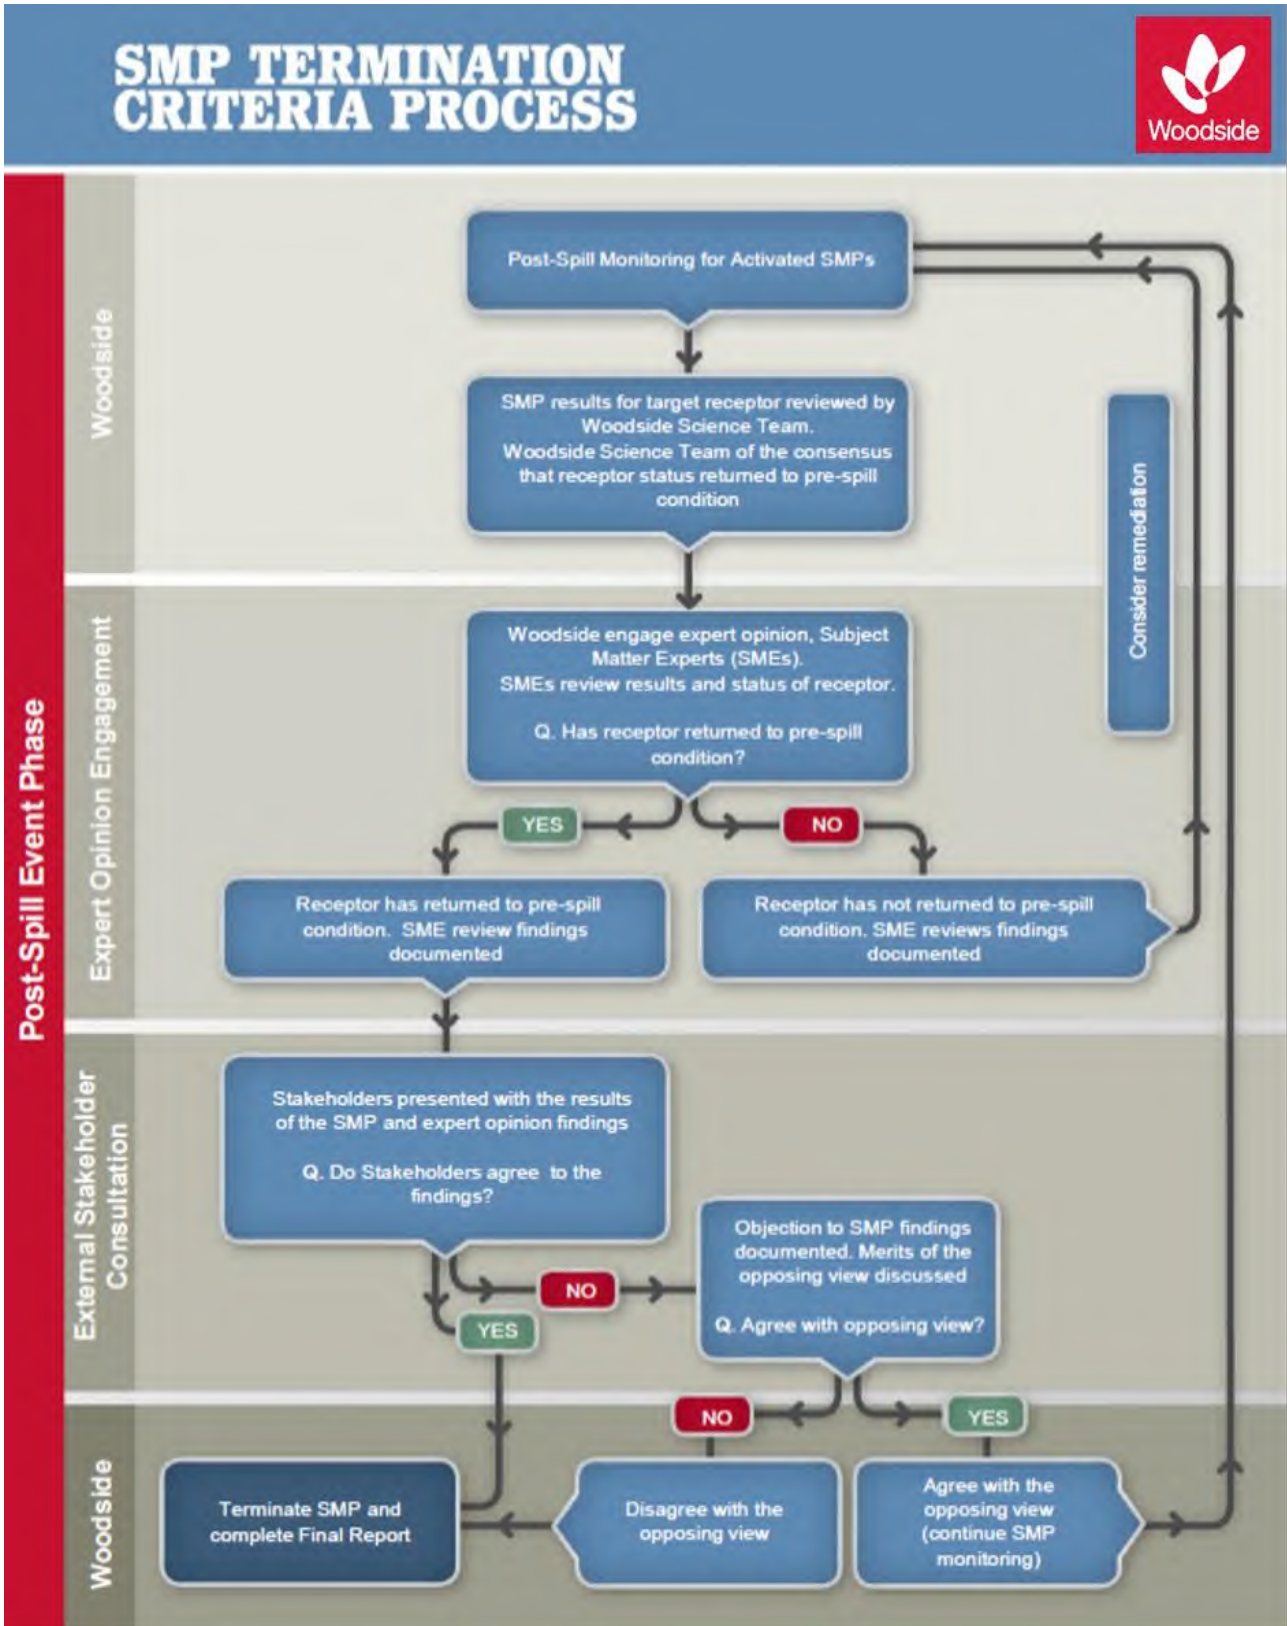 SMP TERMINATION
CRITERIA PROCESS
Woodside
Post-Spill Event Phase
Woodside
Post-Spill Monitoring for Activated SMPs
SMP results for target receptor reviewed by
Woodside Science Team.
Woodside Science Team of the consensus
that receptor status returned to pre-spill
condition
Consider remediation
Expert Opinion Engagement
Woodside engage expert opinion, Subject
Matter Experts (SMEs).
SMEs review results and status of receptor.
Q. Has receptor returned to pre-spill
condition?
YES
NO
Receptor has returned to pre-spill
condition. SME review findings
documented
Receptor has not returned to pre-spill
condition. SME reviews findings
documented
External Stakeholder
Consultation
Stakeholders presented with the results
of the SMP and expert opinion findings
Q. Do Stakeholders agree to the
findings?
NO
YES
Objection to SMP findings
documented. Merits of the
opposing view discussed
Q. Agree with opposing view?
NO
YES
Woodside
Terminate SMP and
complete Final Report
Disagree with the
opposing view
Agree with the
opposing view
(continue SMP
monitoring)